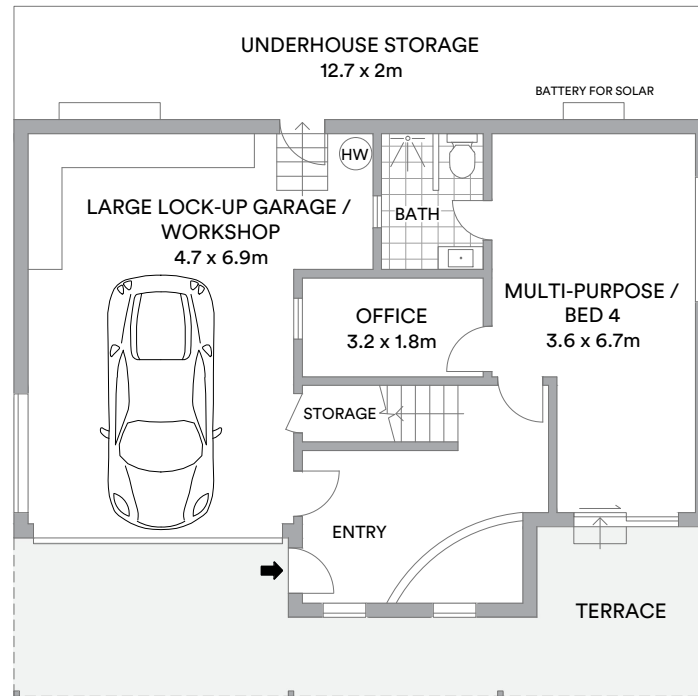 UNDERHOUSE STORAGE
12.7 x 2m
BATTERY FOR SOLAR
HW
LARGE LOCK-UP GARAGE /
WORKSHOP
4.7 x 6.9m
BATH
OFFICE
3.2 x 1.8m
MULTI-PURPOSE /
BED 4
3.6 x 6.7m
STORAGE
ENTRY
TERRACE